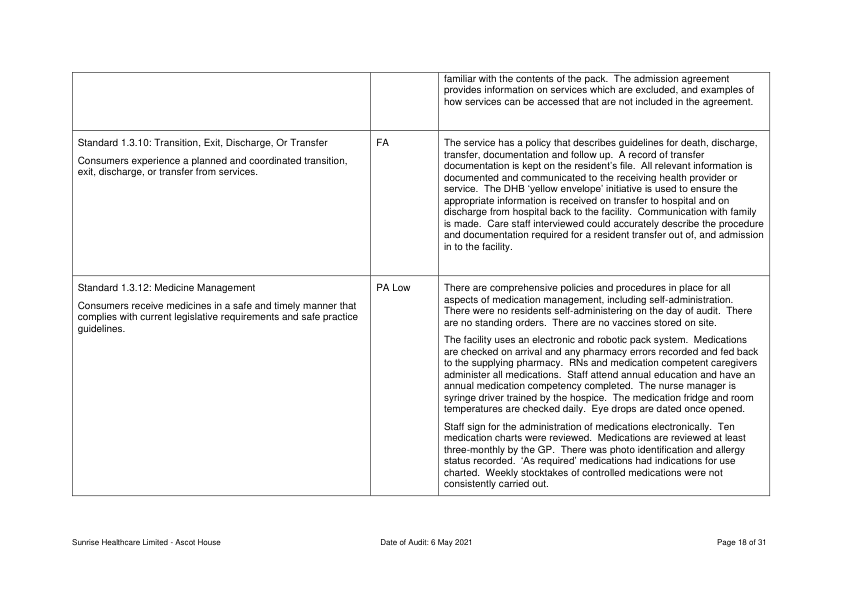 familiar with the contents of the pack.  The admission agreement
provides information on services which are excluded, and examples of
how services can be accessed that are not included in the agreement.
Standard 1.3.10: Transition, Exit, Discharge, Or Transfer
Consumers experience a planned and coordinated transition,
exit, discharge, or transfer from services.
FA
The service has a policy that describes guidelines for death, discharge,
transfer, documentation and follow up.  A record of transfer
documentation is kept on the resident's file.  All relevant information is
documented and communicated to the receiving health provider or
service.  The DHB 'yellow envelope' initiative is used to ensure the
appropriate information is received on transfer to hospital and on
discharge from hospital back to the facility.  Communication with family
is made.  Care staff interviewed could accurately describe the procedure
and documentation required for a resident transfer out of, and admission
in to the facility.
Standard 1.3.12: Medicine Management
Consumers receive medicines in a safe and timely manner that
complies with current legislative requirements and safe practice
guidelines.
PA Low
There are comprehensive policies and procedures in place for all
aspects of medication management, including self-administration.
There were no residents self-administering on the day of audit.  There
are no standing orders.  There are no vaccines stored on site.
The facility uses an electronic and robotic pack system.  Medications
are checked on arrival and any pharmacy errors recorded and fed back
to the supplying pharmacy.  RNs and medication competent caregivers
administer all medications.  Staff attend annual education and have an
annual medication competency completed.  The nurse manager is
syringe driver trained by the hospice.  The medication fridge and room
temperatures are checked daily.  Eye drops are dated once opened.
Staff sign for the administration of medications electronically.  Ten
medication charts were reviewed.  Medications are reviewed at least
three-monthly by the GP.  There was photo identification and allergy
status recorded.  'As required' medications had indications for use
charted.  Weekly stocktakes of controlled medications were not
consistently carried out.
Sunrise Healthcare Limited - Ascot House
Date of Audit: 6 May 2021
Page 18 of 31